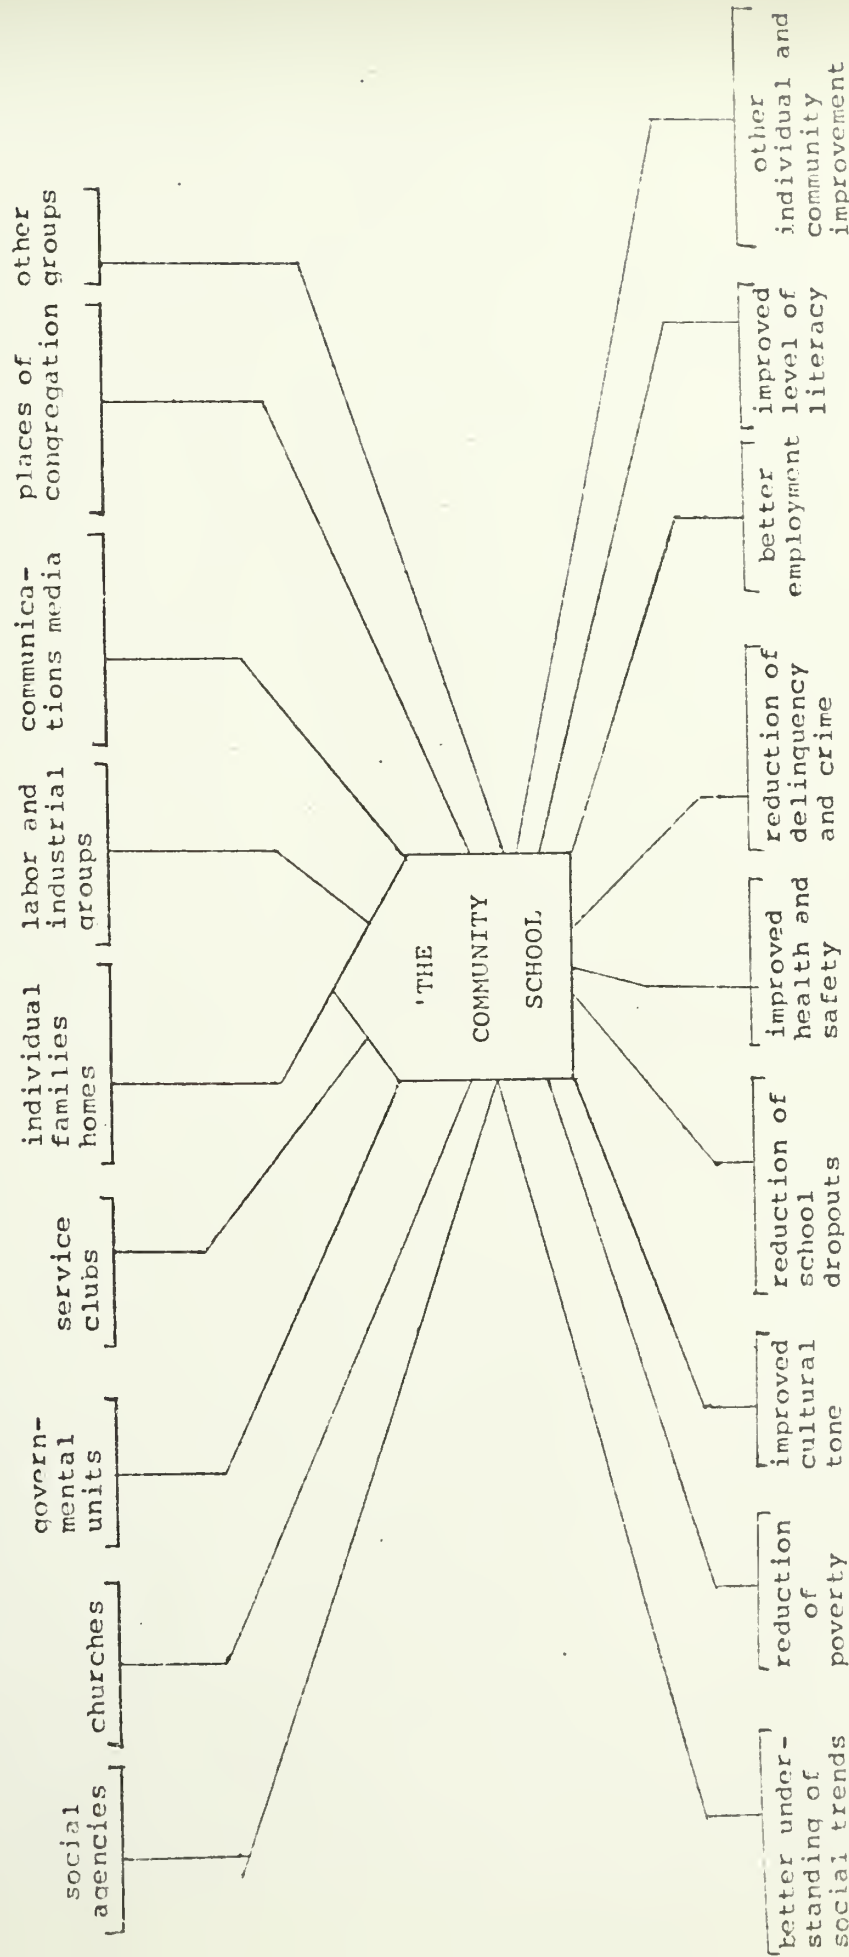 social
agencies
churches
govern-
mental
units
service
clubs
individual
families
homes
labor and
industrial
groups
communica-
tions media
places of
congregation
other
groups
'THE
COMMUNITY
SCHOOL
better under-
standing of
social trends
reduction
of
poverty
improved
cultural
tone
reduction of
school
dropouts
improved
health and
safety
reduction of
delinquency
and crime
better
employment
improved
level of
literacy
other
individual and
community
improvement